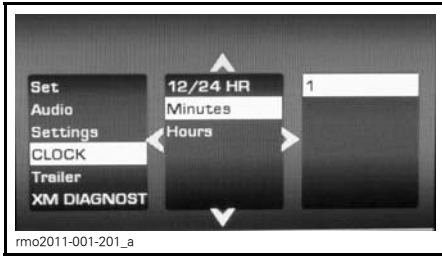 Set
Audio
Settings
CLOCK
Trailer
XM DIAGNOST
12/24 HR
Minutes
Hours
1
rmo2011-001-201_a